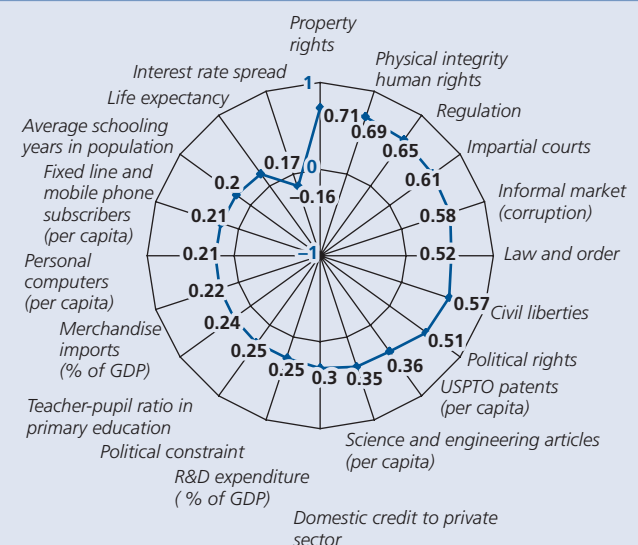 Property
rights
Physical integrity
human rights
Regulation
Impartial courts
Informal market
(corruption)
Law and order
Civil liberties
Political rights
USPTO patents
(per capita)
Science and engineering articles
(per capita)
Domestic credit to private
sector
R&D expenditure
( % of GDP)
Political constraint
Teacher-pupil ratio in
primary education
Merchandise
imports
(% of GDP)
Personal
computers
(per capita)
Fixed line and
mobile phone
subscribers
(per capita)
Average schooling
years in population
Life expectancy
Interest rate spread
1
0
–1
0.71
0.69
0.65
0.61
0.58
0.52
0.57
0.51
0.36
0.35
0.3
0.25
0.25
0.24
0.22
0.21
0.21
0.2
0.17
–0.16